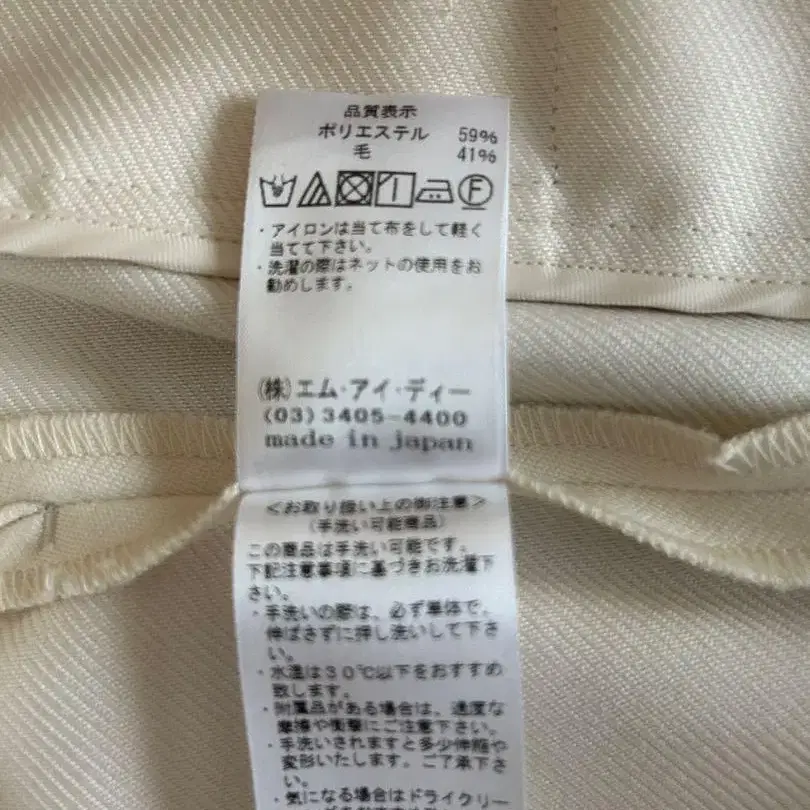 品質表示
ポリエステル 59%
毛 41%
F
・アイロンは当て布をして軽く
当てて下さい。
・洗濯の際はネットの使用をお
勧めします。
(株)エム・アイ・ディー
(03)3405-4400
made in japan
<お取り扱い上の御注意>
(手洗い可能商品)
この商品は手洗い可能です。
下記注意事項に基づきお洗濯下
さい。
・手洗いの際は、必ず単体で、
伸ばさずに押し洗いして下さ
い。
・水温は30℃以下をおすすめ
致します。
・附属品がある場合は、過度な
摩擦や衝撃にご注意下さい。
・手洗いされますと多少伸縮や
変形いたします。ご了承下さ
い。
・気になる場合はドライクリー